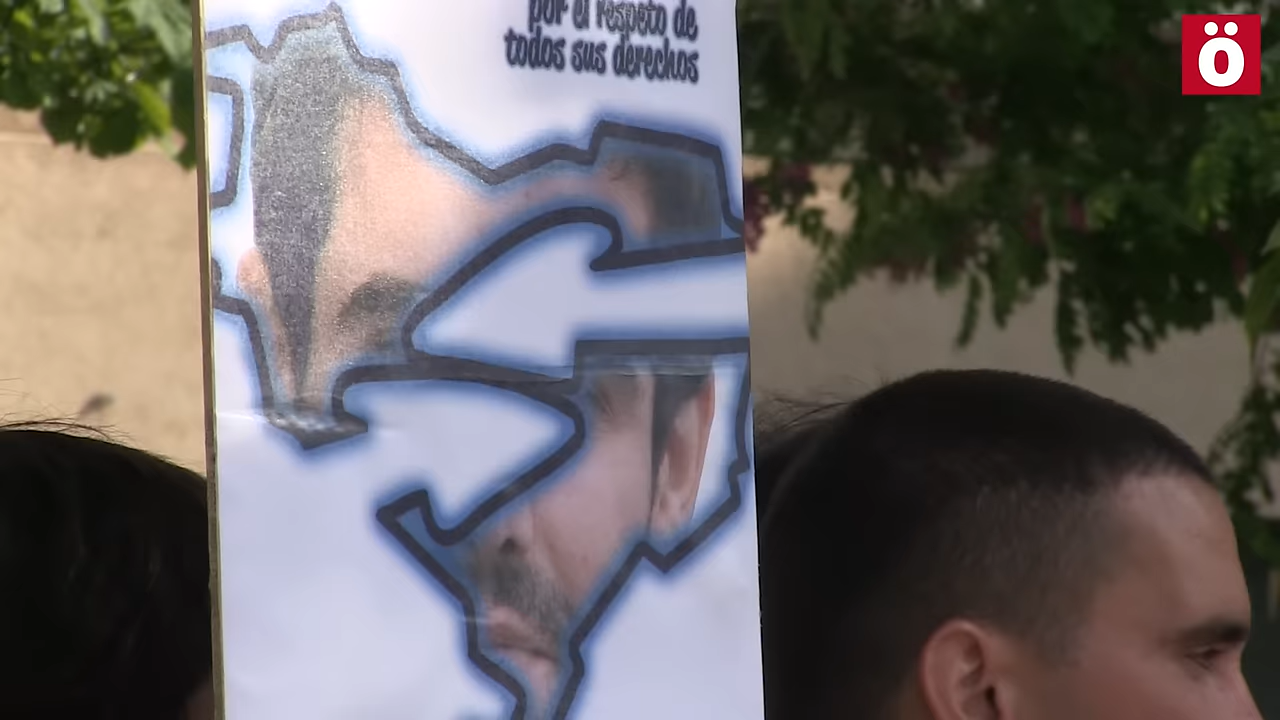 por el respeto de
todos sus derechos
ö